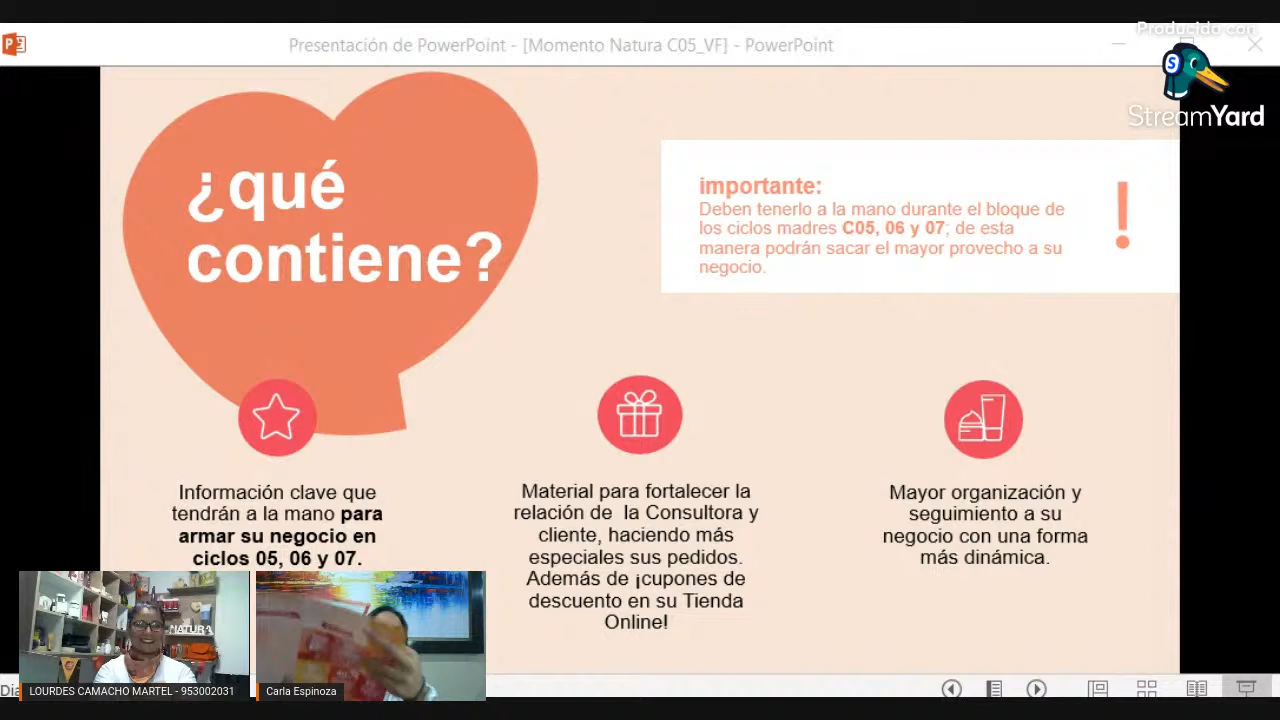 Producido con
Presentación de PowerPoint - [Momento Natura C05_VF] - PowerPoint
StreamYard
¿qué
contiene?
importante:
Deben tenerlo a la mano durante el bloque de
los ciclos madres C05, 06 y 07; de esta
manera podrán sacar el mayor provecho a su
negocio.
!
Información clave que
tendrán a la mano para
armar su negocio en
ciclos 05, 06 y 07.
Material para fortalecer la
relación de la Consultora y
cliente, haciendo más
especiales sus pedidos.
Además de ¡cupones de
descuento en su Tienda
Online!
Mayor organización y
seguimiento a su
negocio con una forma
más dinámica.
NATURA
LOURDES CAMACHO MARTEL - 953002031
Carla Espinoza